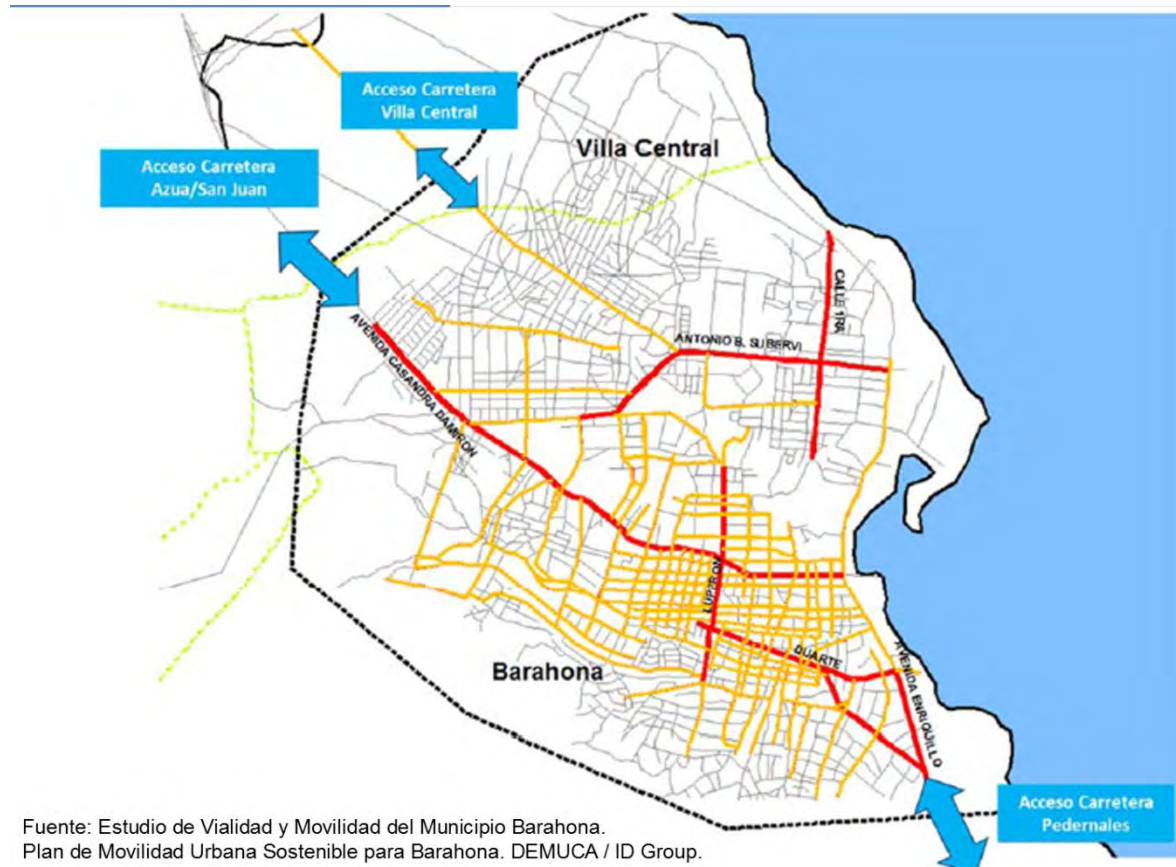 Acceso Carretera
Villa Central
Acceso Carretera
Azua/San Juan
Villa Central
CALLE 1RA
ANTONIO B. SUBERVI
AVENIDA CASANDRA DAMIRON
LUPERON
DUARTE
AVENIDA ENRIQUILLO
Barahona
Acceso Carretera
Pedernales
Fuente: Estudio de Vialidad y Movilidad del Municipio Barahona.
Plan de Movilidad Urbana Sostenible para Barahona. DEMUCA / ID Group.